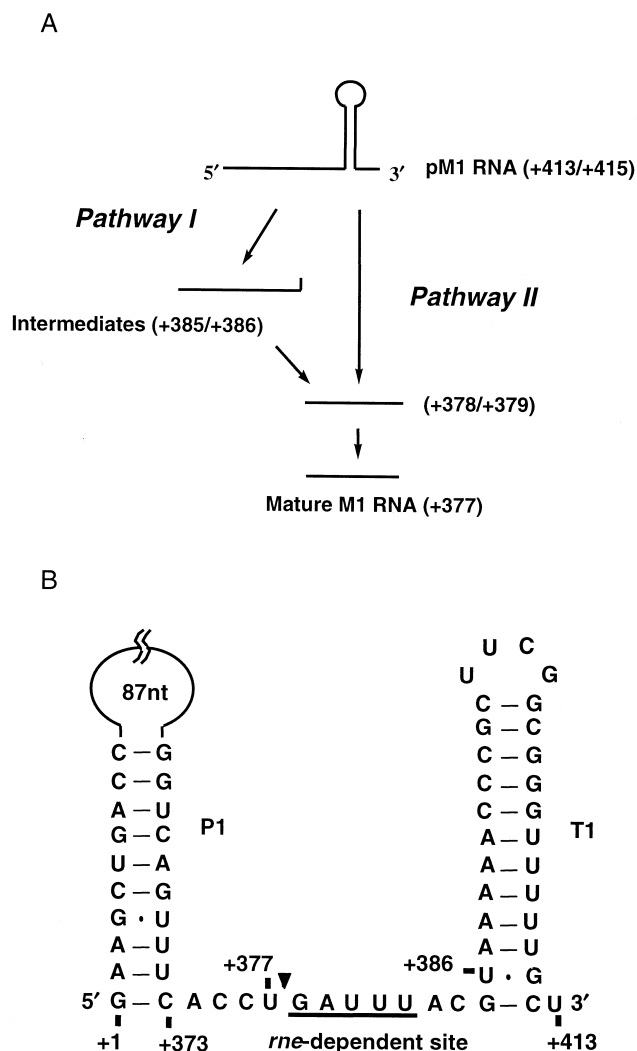 A
5′ 3′ pM1 RNA (+413/+415)
Pathway I
Pathway II
Intermediates (+385/+386)
(+378/+379)
Mature M1 RNA (+377)
B
U C
U G
87nt
C – G
G – C
C – G
C – G
C – G
C – G
C – G
A – U
G – C
P1
A – U
T1
U – A
A – U
C – G
A – U
G · U
A – U
A – U
+377
+386
A – U
A – U
U · G
5′ G – C A C C U G A U U U A C G – C U 3′
+1 +373 rne-dependent site +413